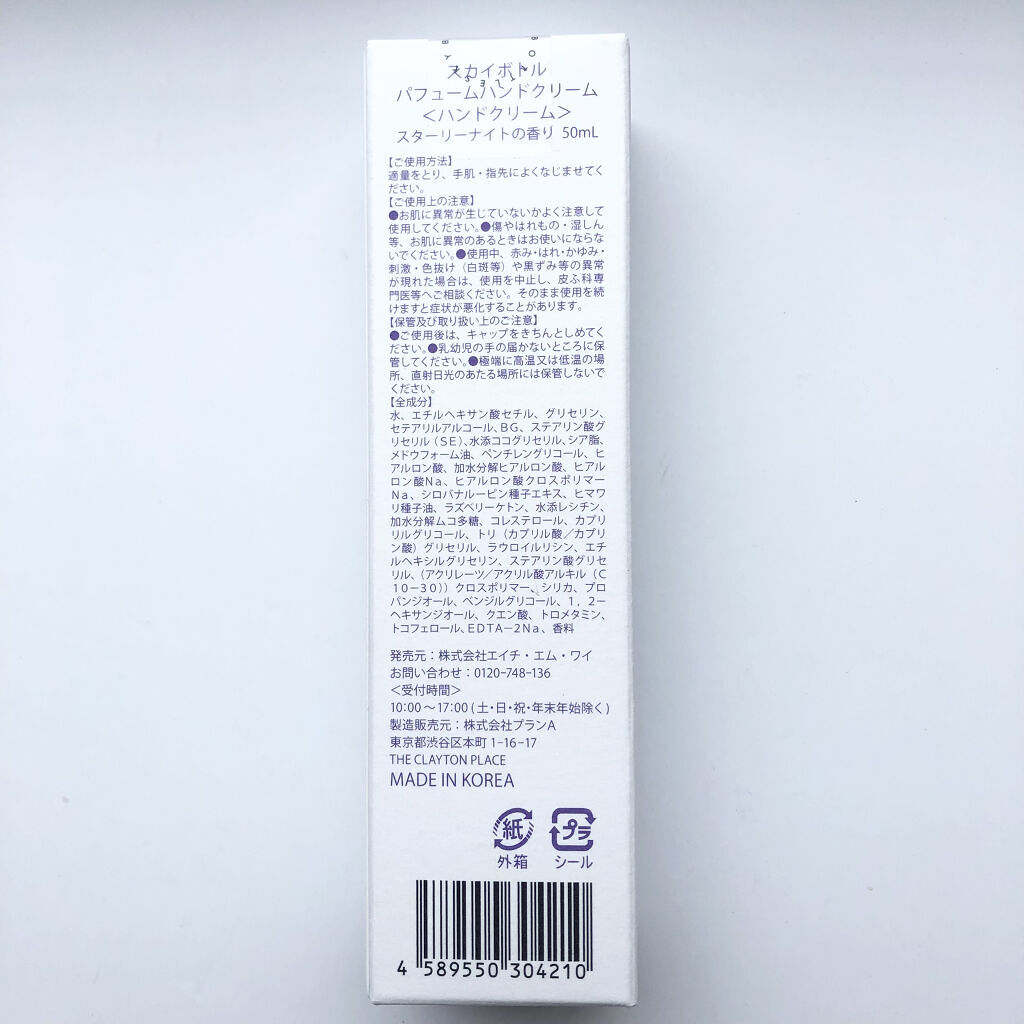 スカイボトル
パフュームハンドクリーム
＜ハンドクリーム＞
スターリーナイトの香り 50mL
【ご使用方法】
適量をとり、手肌・指先によくなじませてく
ださい。
【ご使用上の注意】
●お肌に異常が生じていないかよく注意して
使用してください。●傷やはれもの・湿しん
等、お肌に異常のあるときはお使いにならな
いでください。●使用中、赤み・はれ・かゆみ・
刺激・色抜け（白斑等）や黒ずみ等の異常
が現れた場合は、使用を中止し、皮ふ科専
門医等へご相談ください。そのまま使用を続
けますと症状が悪化することがあります。
【保管及び取り扱い上のご注意】
●ご使用後は、キャップをきちんとしめてく
ださい。●乳幼児の手の届かないところに保
管してください。●極端に高温又は低温の場
所、直射日光のあたる場所には保管しないで
ください。
【全成分】
水、エチルヘキサン酸セチル、グリセリン、
セテアリルアルコール、ＢＧ、ステアリン酸グ
リセリル（ＳＥ）、水添ココグリセリル、シア脂、
メドウフォーム油、ペンチレングリコール、ヒ
アルロン酸、加水分解ヒアルロン酸、ヒアル
ロン酸Ｎａ、ヒアルロン酸クロスポリマー
Ｎａ、シロバナルーピン種子エキス、ヒマワ
リ種子油、ラズベリーケトン、水添レシチン、
加水分解ムコ多糖、コレステロール、カプリ
リルグリコール、トリ（カプリル酸／カプリ
ン酸）グリセリル、ラウロイルリシン、エチ
ルヘキシルグリセリン、ステアリン酸グリセ
リル、（アクリレーツ／アクリル酸アルキル（Ｃ
１０－３０））クロスポリマー、シリカ、プロ
パンジオール、ベンジルグリコール、１，２－
ヘキサンジオール、クエン酸、トロメタミン、
トコフェロール、ＥＤＴＡ－２Ｎａ、香料
発売元：株式会社エイチ・エム・ワイ
お問い合わせ：0120-748-136
＜受付時間＞
10:00～17:00 (土・日・祝・年末年始除く)
製造販売元：株式会社プランA
東京都渋谷区本町 1-16-17
THE CLAYTON PLACE
MADE IN KOREA
紙 プラ
外箱 シール
4 589550 304210